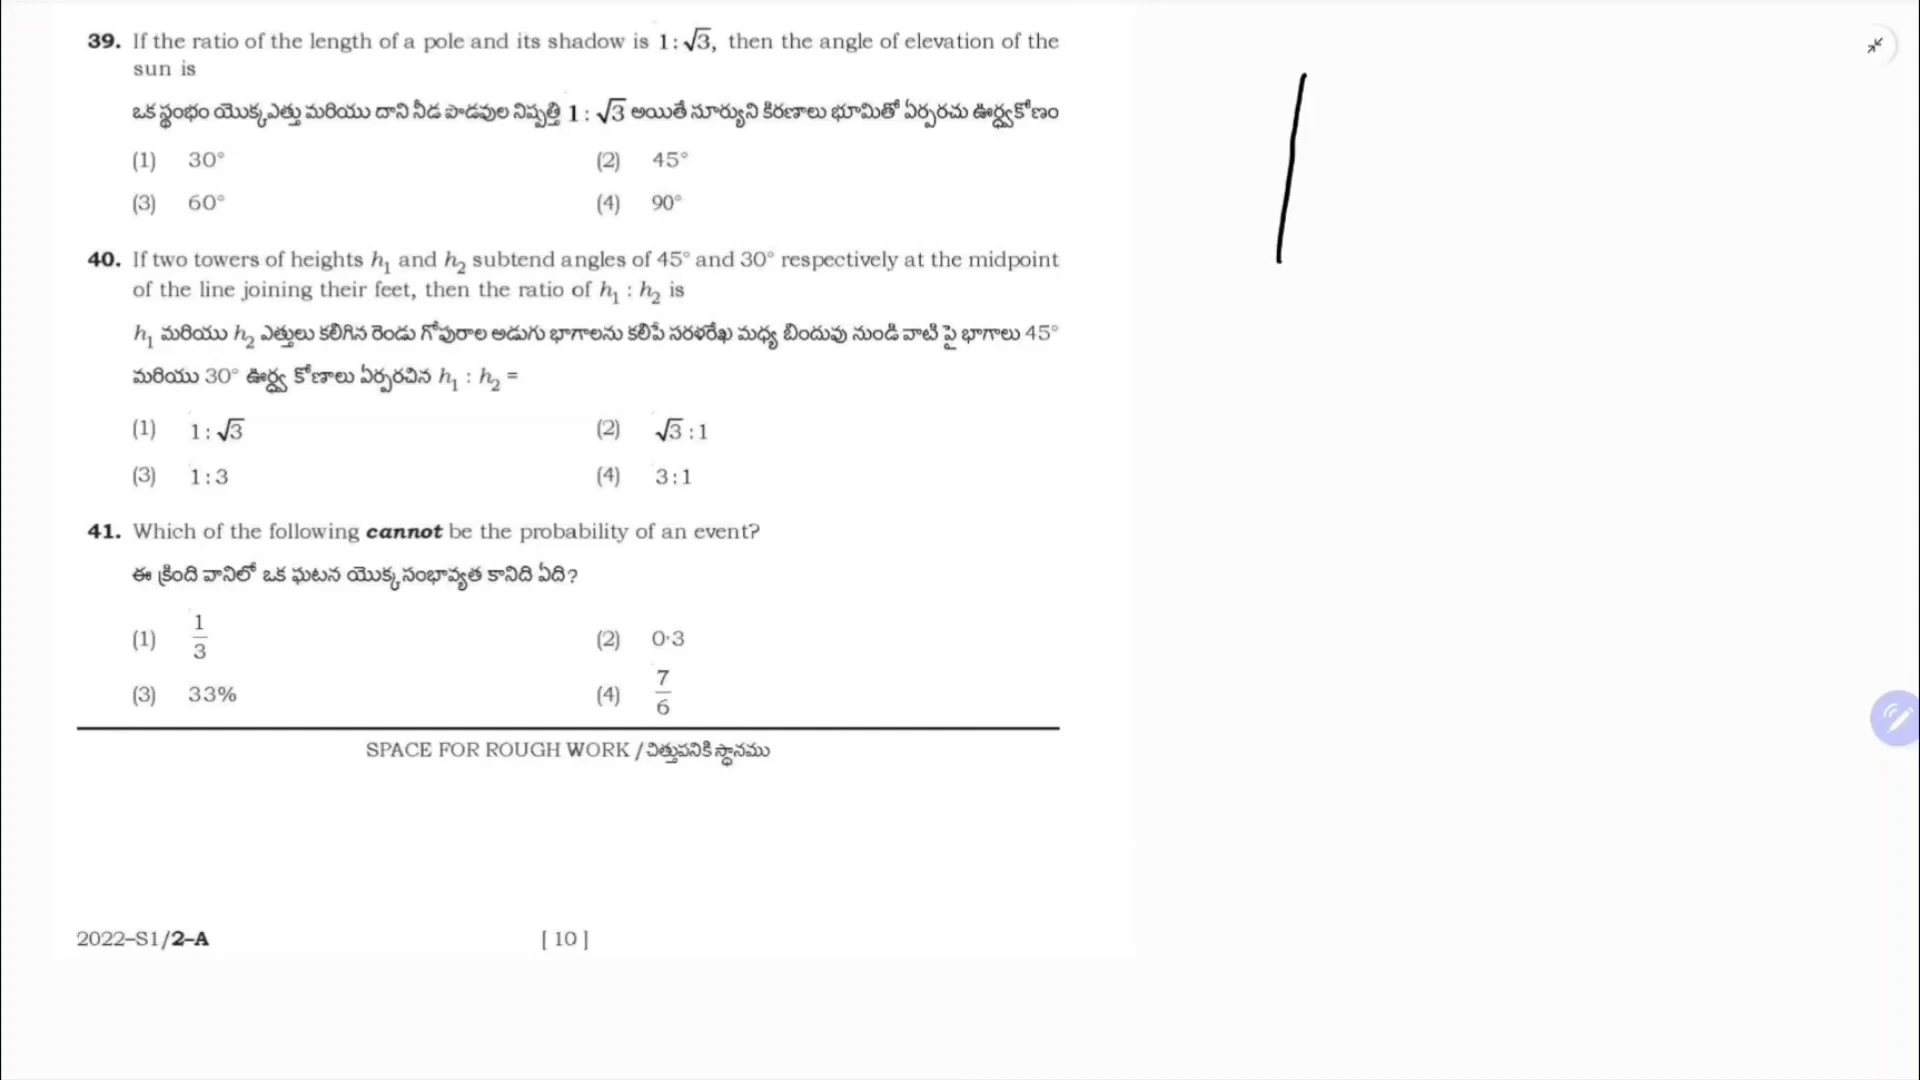 39. If the ratio of the length of a pole and its shadow is 1:√3, then the angle of elevation of the
sun is
ఒక స్థంభం యొక్క ఎత్తు మరియు దాని నీడ పొడవుల నిష్పత్తి 1 : √3 అయితే సూర్యుని కిరణాలు భూమితో ఏర్పరచు ఊర్ధ్వకోణం
(1) 30° (2) 45°
(3) 60° (4) 90°
40. If two towers of heights h₁ and h₂ subtend angles of 45° and 30° respectively at the midpoint
of the line joining their feet, then the ratio of h₁ : h₂ is
h₁ మరియు h₂ ఎత్తులు కలిగిన రెండు గోపురాల అడుగు భాగాలను కలిపే సరళరేఖ మధ్య బిందువు నుండి వాటి పై భాగాలు 45°
మరియు 30° ఊర్ధ్వ కోణాలు ఏర్పరచిన h₁ : h₂ =
(1) 1:√3 (2) √3:1
(3) 1:3 (4) 3:1
41. Which of the following cannot be the probability of an event?
ఈ క్రింది వానిలో ఒక ఘటన యొక్క సంభావ్యత కానిది ఏది?
(1) 1/3 (2) 0·3
(3) 33% (4) 7/6
SPACE FOR ROUGH WORK / చిత్తుపనికి స్థానము
2022–S1/2–A [ 10 ]